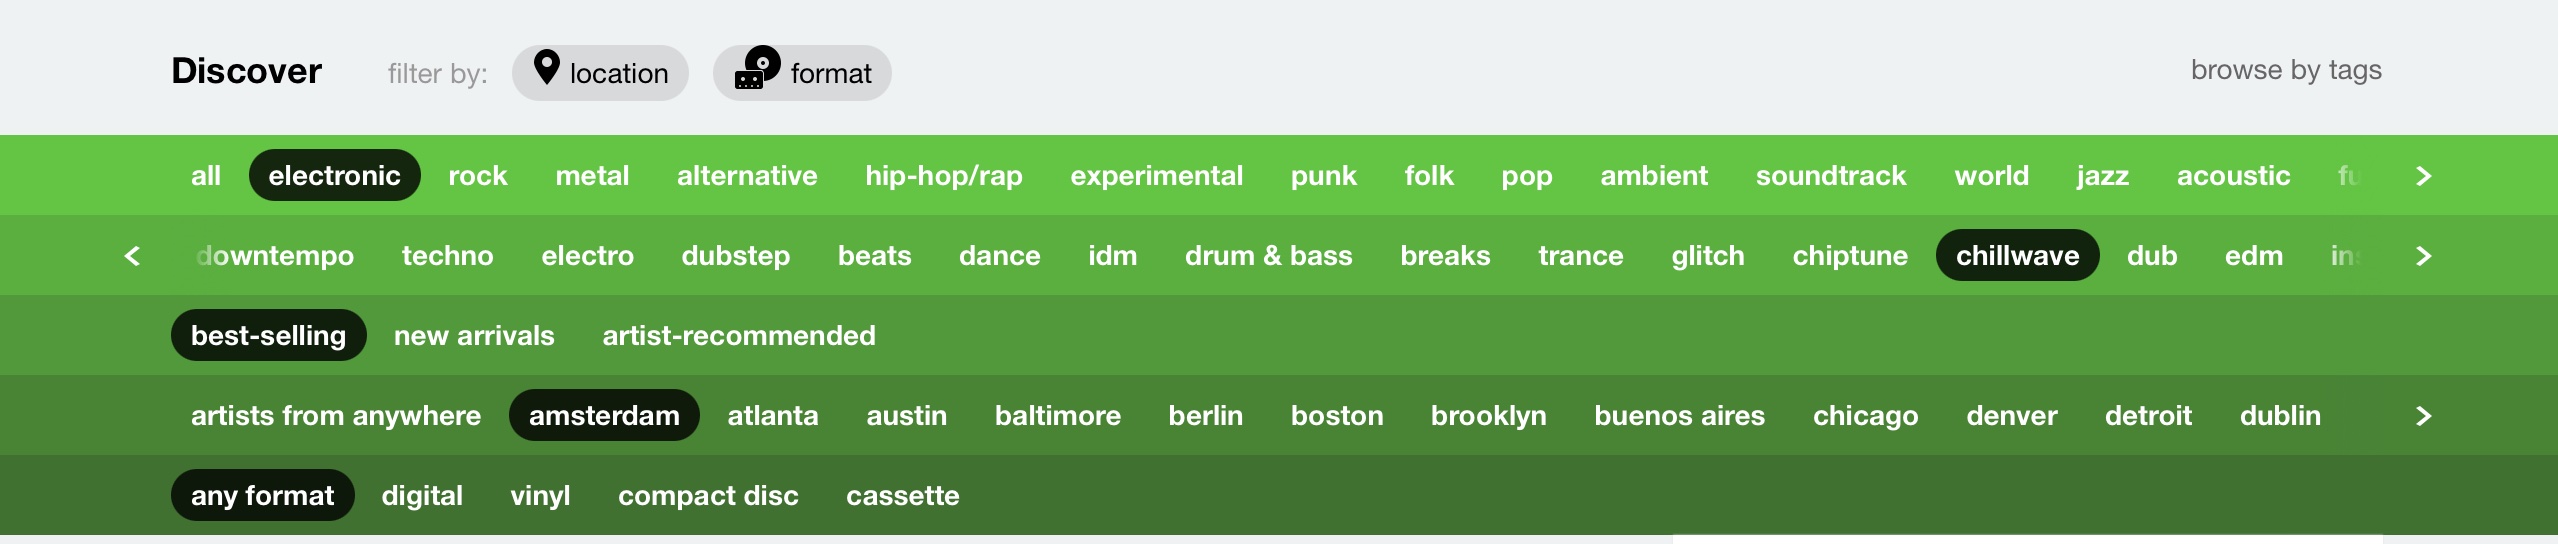 Discover filter by: location format browse by tags
all electronic rock metal alternative hip-hop/rap experimental punk folk pop ambient soundtrack world jazz acoustic
downtempo techno electro dubstep beats dance idm drum & bass breaks trance glitch chiptune chillwave dub edm
best-selling new arrivals artist-recommended
artists from anywhere amsterdam atlanta austin baltimore berlin boston brooklyn buenos aires chicago denver detroit dublin
any format digital vinyl compact disc cassette